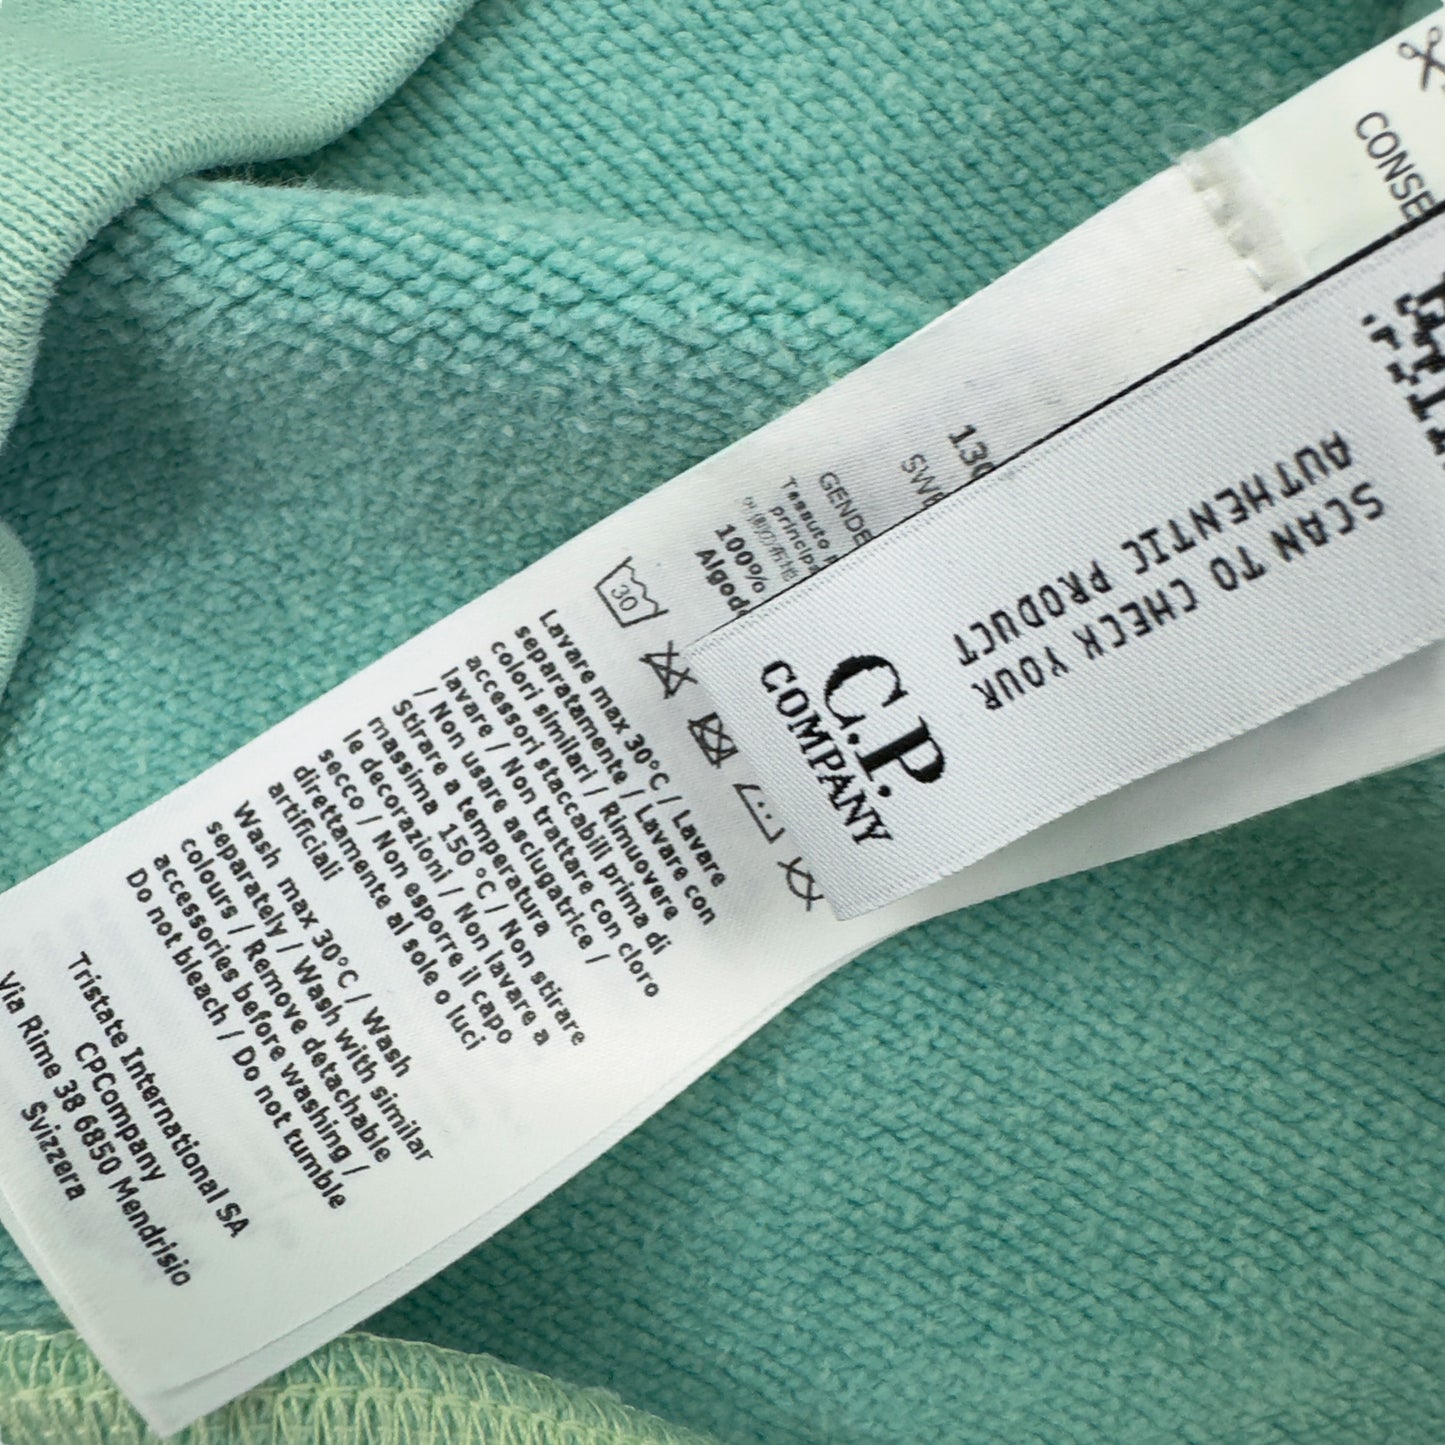 CONSE
SCAN TO CHECK YOUR
AUTHENTIC PRODUCT
C.P.
COMPANY
GENDE
Tessuto
100%
30
Lavare max 30°C / Lavare
separatamente / Lavare con
colori similari / Rimuovere
accessori staccabili prima di
lavare / Non trattare con cloro
/ Non usare asciugatrice /
Stirare a temperatura
massima 150°C / Non stirare
le decorazioni / Non lavare a
secco / Non esporre il capo
direttamente al sole o luci
artificiali
Wash max 30°C / Wash
separately / Wash with similar
colours / Remove detachable
accessories before washing /
Do not bleach / Do not tumble
Tristate International SA
CPCompany
Via Rime 38 6850 Mendrisio
Svizzera